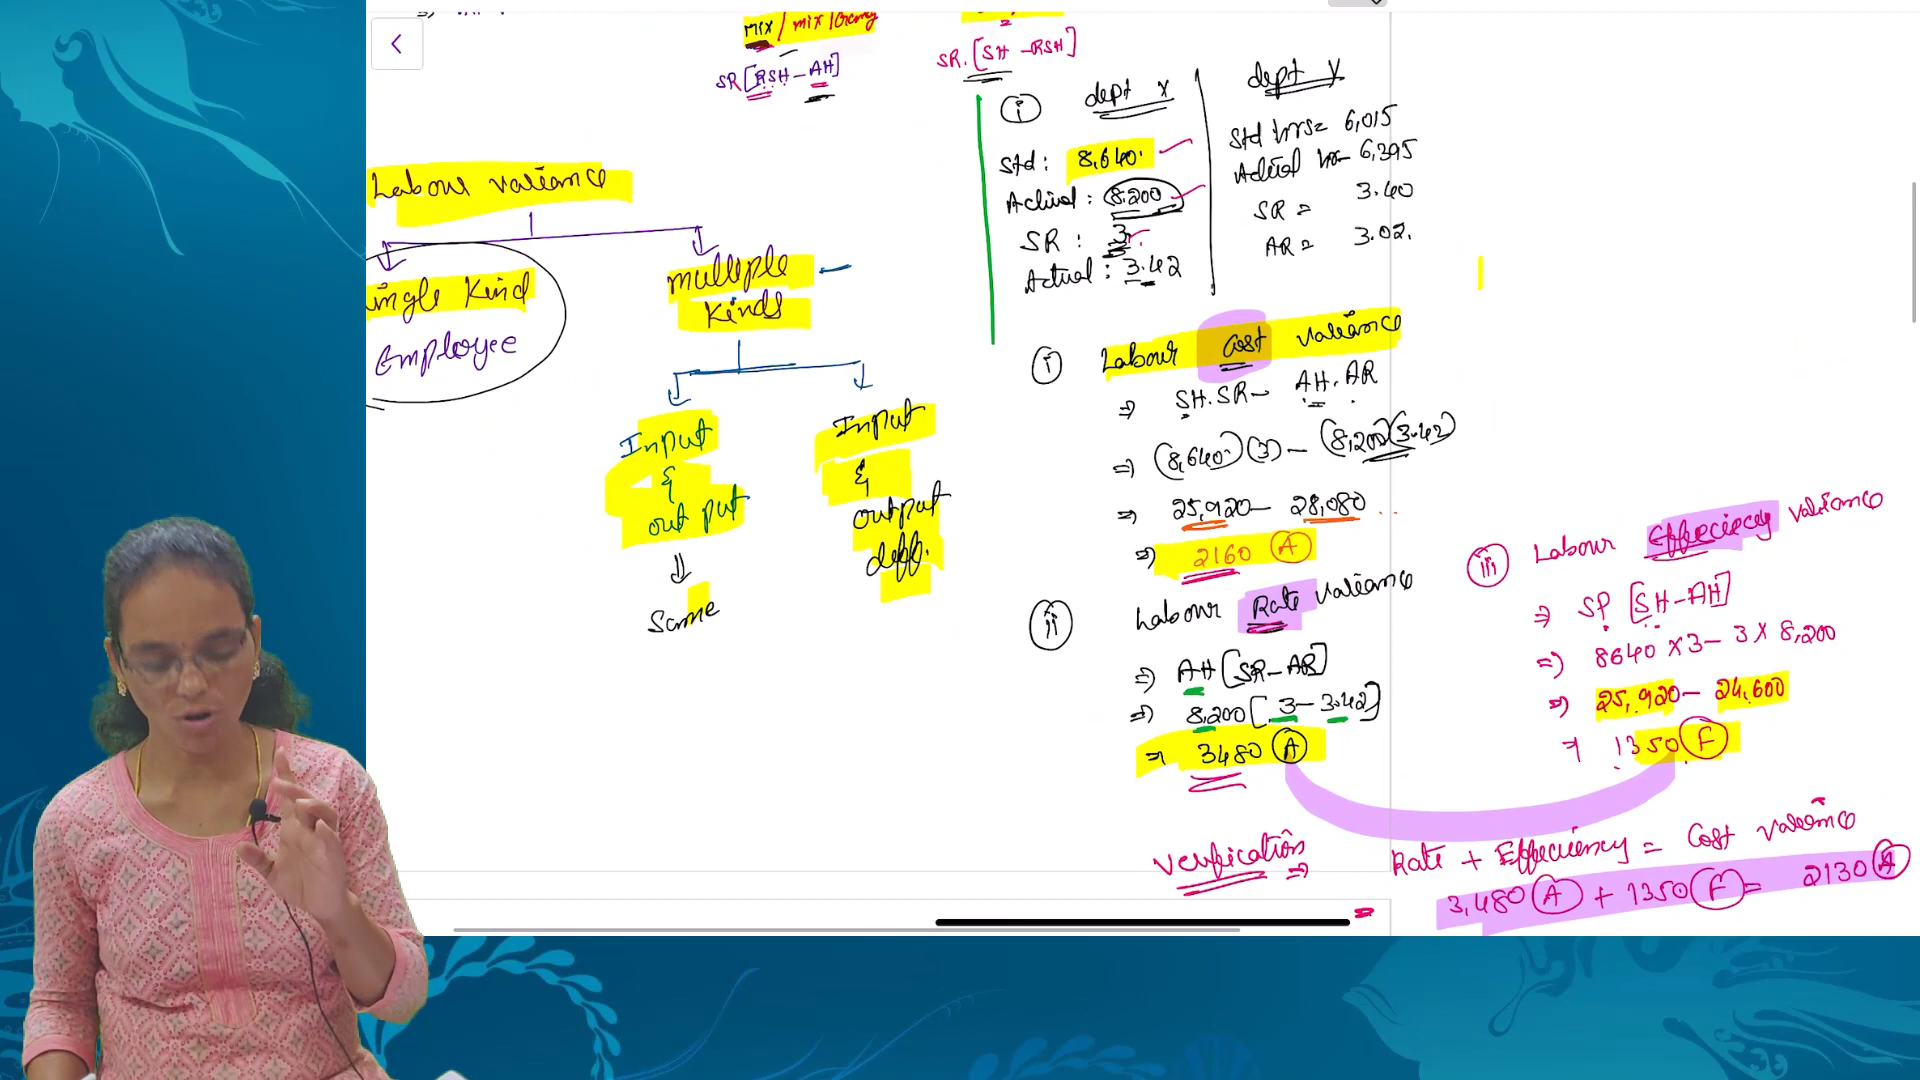 mix / mix /
SR[RSH - AH]
SR.[SH - RSH]
Labour variance
ingle Kind
Employee
multiple
Kinds
Input
&
out put
⇓
Same
Input
&
output
deff.
i dept x
Std : 8,640.
Actual : 8,200
SR : 3
Actual : 3.42
dept y
Std hrs= 6,015
Actual hr- 6,395
SR = 3.40
AR = 3.02.
i Labour Cost variance
⇒ SH.SR- AH.AR
⇒ (8,640)(3) - (8,200)(3.42)
⇒ 25,920 - 28,080
⇒ 2160 A
ii Labour Rate variance
⇒ AH[SR-AR]
⇒ 8,200[3 - 3.42]
⇒ 3480 A
iii Labour Effeciecy variance
⇒ SP [SH-AH]
⇒ 8640 x 3 - 3 x 8,200
⇒ 25,920 - 24,600
⇒ 1350 F
verification ⇒
Rate + Effeciency = Cost variance
3,480 A + 1350 F = 2130 A